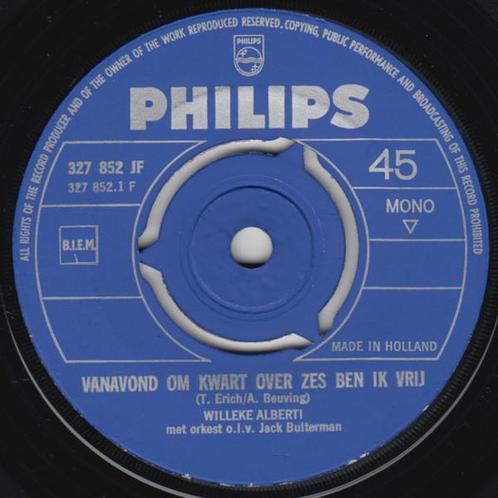 ALL RIGHTS OF THE RECORD PRODUCER AND OF THE OWNER OF THE WORK REPRODUCED RESERVED. COPYING, PUBLIC PERFORMANCE AND BROADCASTING OF THIS RECORD PROHIBITED
PHILIPS
PHILIPS
327 852 JF
327 852.1 F
45
MONO
B.I.E.M.
MADE IN HOLLAND
VANAVOND OM KWART OVER ZES BEN IK VRIJ
(T. Erich/A. Beuving)
WILLEKE ALBERTI
met orkest o.l.v. Jack Bulterman